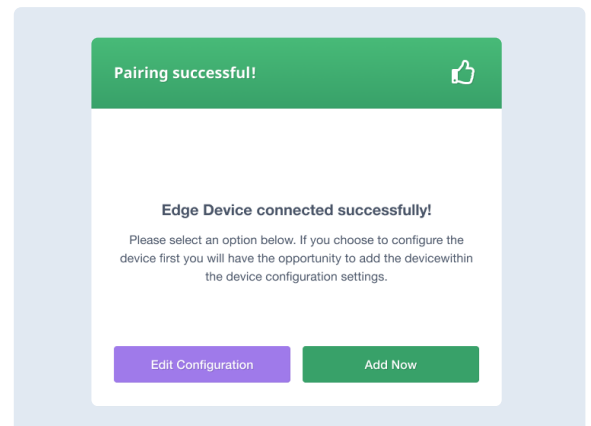 Pairing successful!
Edge Device connected successfully!
Please select an option below. If you choose to configure the
device first you will have the opportunity to add the devicewithin
the device configuration settings.
Edit Configuration
Add Now